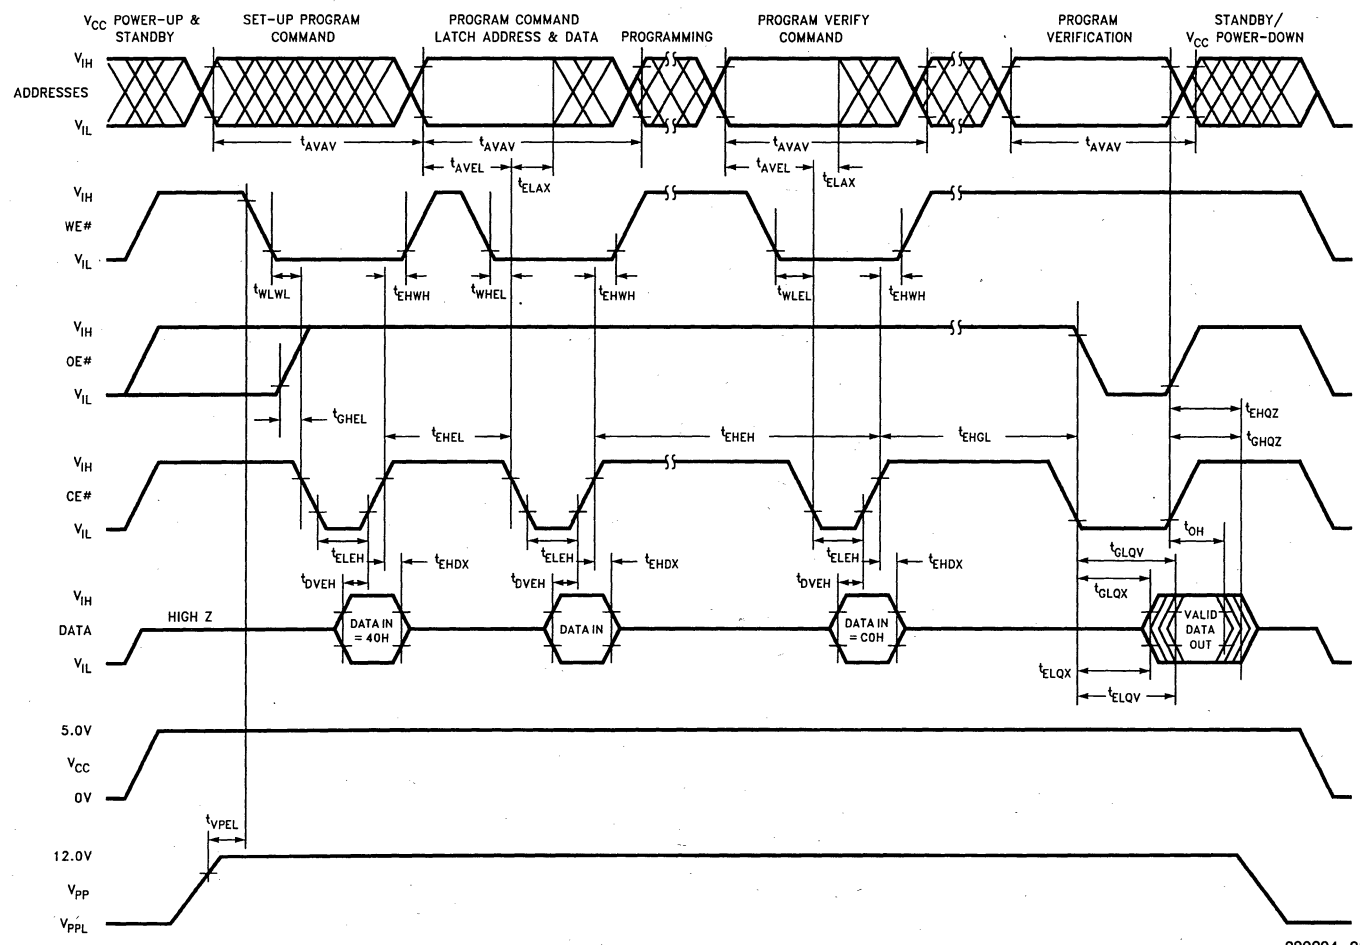 VCC POWER-UP & STANDBY
SET-UP PROGRAM COMMAND
PROGRAM COMMAND LATCH ADDRESS & DATA
PROGRAMMING
PROGRAM VERIFY COMMAND
PROGRAM VERIFICATION
STANDBY/ VCC POWER-DOWN
VIH
ADDRESSES
VIL
tAVAV
tAVAV
tAVAV
tAVAV
tAVEL
tELAX
tAVEL
tELAX
VIH
WE#
VIL
tWLWL
tEHWH
tWHEL
tEHWH
tWLEL
tEHWH
VIH
OE#
VIL
tGHEL
tEHEL
tEHEH
tEHGL
tEHQZ
tGHQZ
VIH
CE#
VIL
tELEH
tELEH
tELEH
tOH
tGLQV
tDVEH
tEHDX
tDVEH
tEHDX
tDVEH
tEHDX
tGLQX
VIH
DATA
VIL
HIGH Z
DATA IN = 40H
DATA IN
DATA IN = C0H
VALID DATA OUT
tELQX
tELQV
5.0V
VCC
0V
tVPEL
12.0V
VPP
VPPL